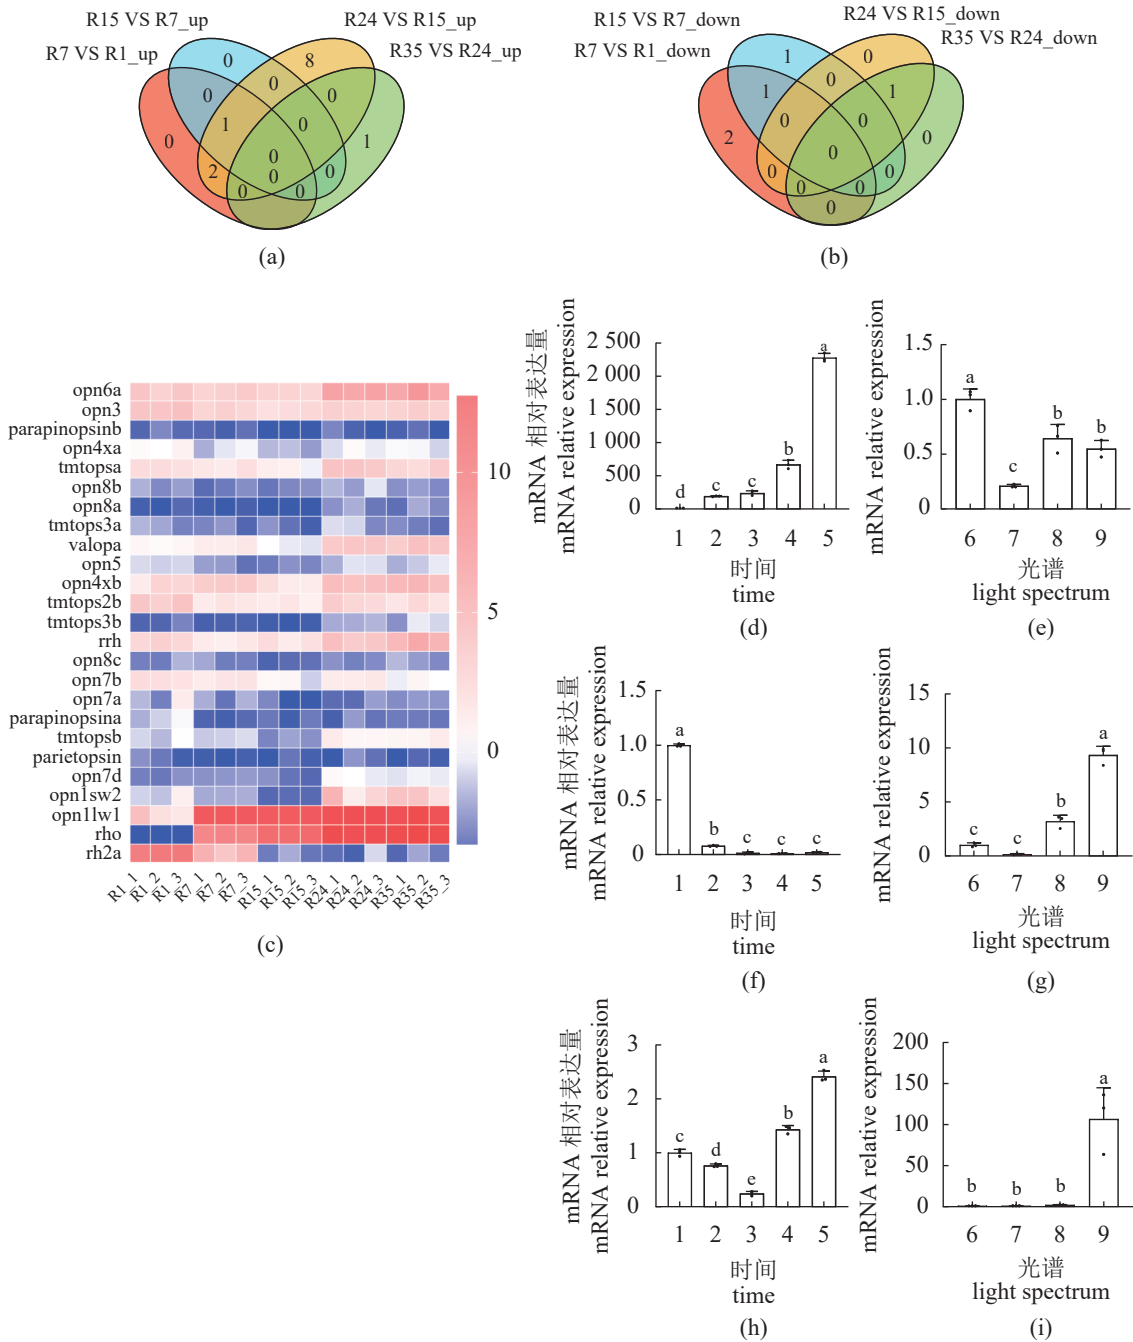 R15 VS R7_up
R24 VS R15_up
R7 VS R1_up
R35 VS R24_up
0
8
0
0
0
1
0
0
1
0
2
0
0
0
0
(a)
R15 VS R7_down
R24 VS R15_down
R7 VS R1_down
R35 VS R24_down
1
0
1
0
1
0
0
2
0
0
0
0
0
0
0
(b)
opn6a
opn3
parapinopsinb
opn4xa
tmtopsa
opn8b
opn8a
tmtops3a
valopa
opn5
opn4xb
tmtops2b
tmtops3b
rrh
opn8c
opn7b
opn7a
parapinopsina
tmtopsb
parietopsin
opn7d
opn1sw2
opn1lw1
rho
rh2a
R1_1
R1_2
R1_3
R7_1
R7_2
R7_3
R15_1
R15_2
R15_3
R24_1
R24_2
R24_3
R35_1
R35_2
R35_3
10
5
0
(c)
mRNA 相对表达量
mRNA relative expression
2 500
2 000
1 500
1 000
500
0
d
c
c
b
a
1 2 3 4 5
时间
time
(d)
mRNA relative expression
1.5
1.0
0.5
0
a
c
b
b
6 7 8 9
光谱
light spectrum
(e)
mRNA 相对表达量
mRNA relative expression
1.5
1.0
0.5
0
a
b
c
c
c
1 2 3 4 5
时间
time
(f)
mRNA relative expression
15
10
5
0
c
c
b
a
6 7 8 9
光谱
light spectrum
(g)
mRNA 相对表达量
mRNA relative expression
3
2
1
0
c
d
e
b
a
1 2 3 4 5
时间
time
(h)
mRNA relative expression
200
150
100
50
0
b
b
b
a
6 7 8 9
光谱
light spectrum
(i)